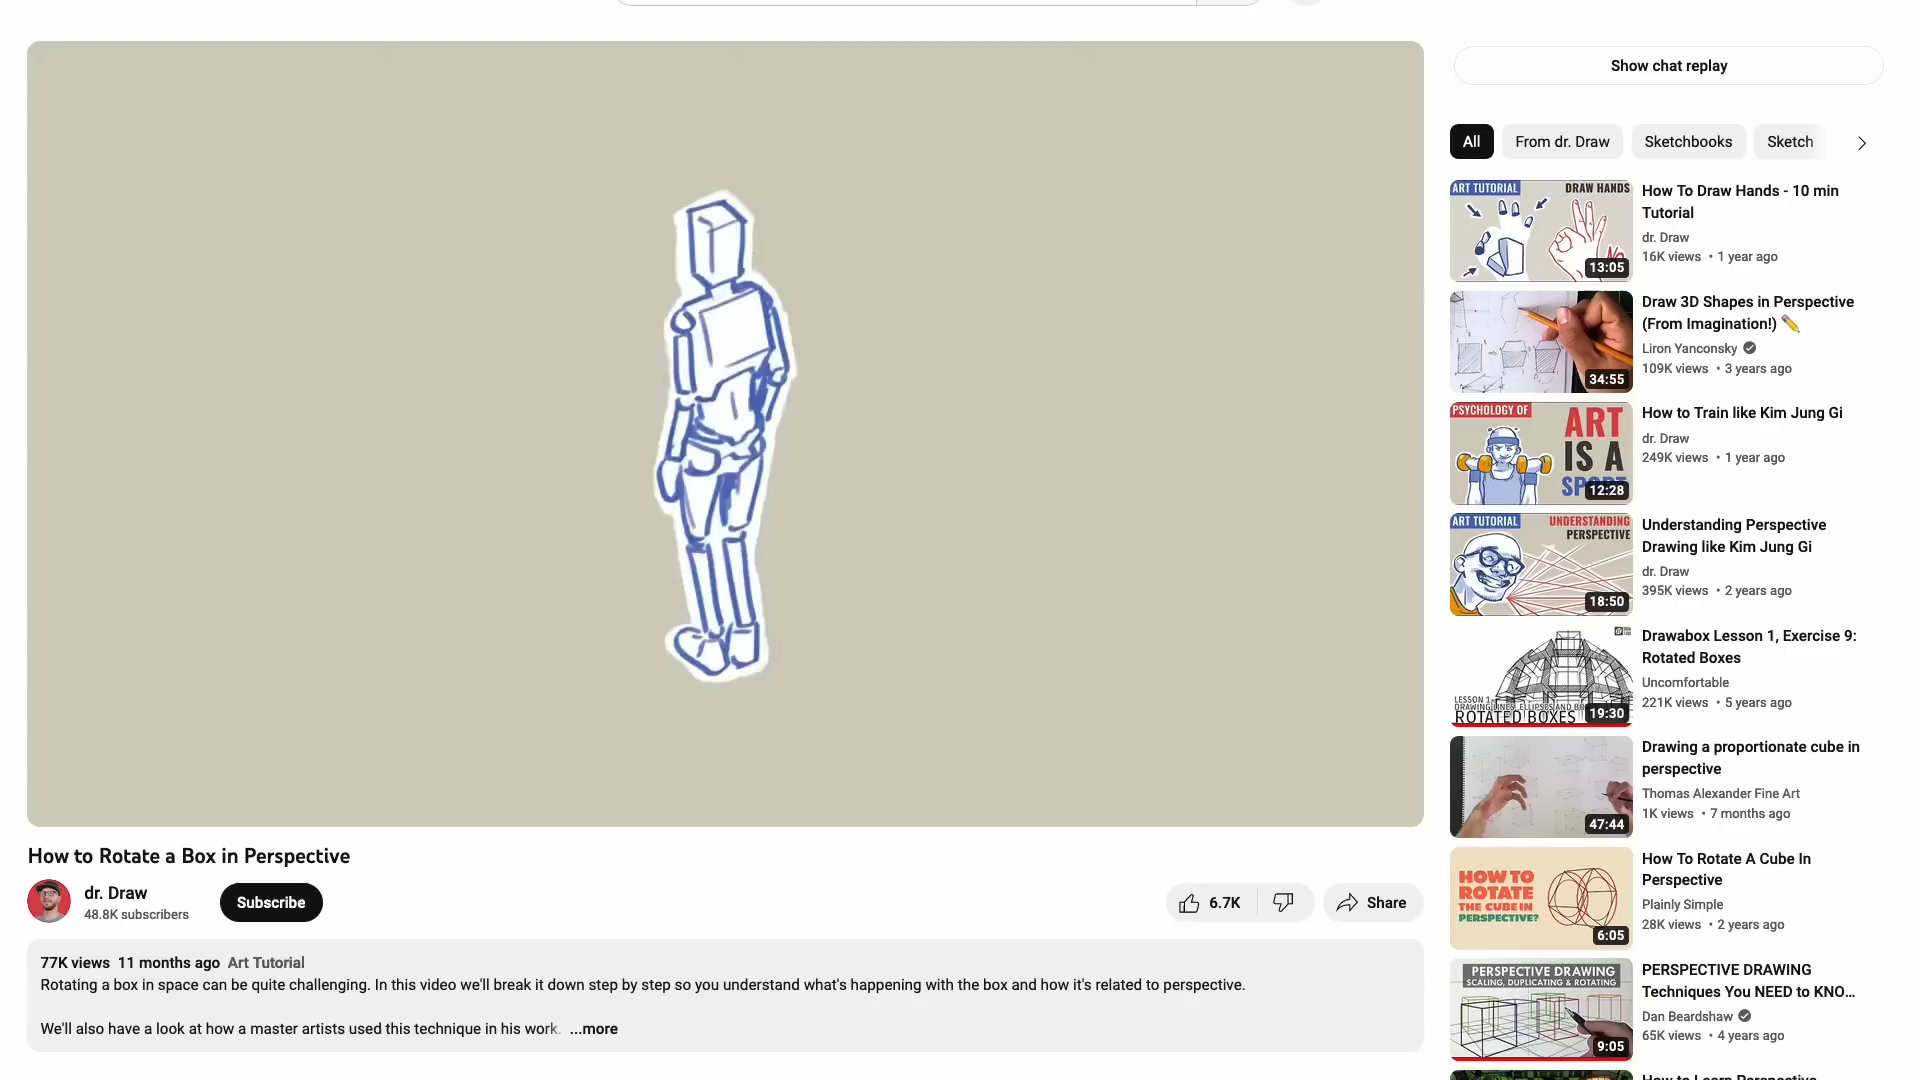 Show chat replay
All
From dr. Draw
Sketchbooks
Sketch
ART TUTORIAL
DRAW HANDS
No
13:05
How To Draw Hands - 10 min
Tutorial
dr. Draw
16K views • 1 year ago
34:55
Draw 3D Shapes in Perspective
(From Imagination!) ✏️
Liron Yanconsky
109K views • 3 years ago
PSYCHOLOGY OF
ART
IS A
SPORT
12:28
How to Train like Kim Jung Gi
dr. Draw
249K views • 1 year ago
ART TUTORIAL
UNDERSTANDING
PERSPECTIVE
18:50
Understanding Perspective
Drawing like Kim Jung Gi
dr. Draw
395K views • 2 years ago
LESSON 1
DRAWING LINES, ELLIPSES AND BO
ROTATED BOXES
19:30
Drawabox Lesson 1, Exercise 9:
Rotated Boxes
Uncomfortable
221K views • 5 years ago
47:44
Drawing a proportionate cube in
perspective
Thomas Alexander Fine Art
1K views • 7 months ago
HOW TO
ROTATE
THE CUBE IN
PERSPECTIVE?
6:05
How To Rotate A Cube In
Perspective
Plainly Simple
28K views • 2 years ago
PERSPECTIVE DRAWING
SCALING, DUPLICATING & ROTATING
9:05
PERSPECTIVE DRAWING
Techniques You NEED to KNO...
Dan Beardshaw
65K views • 4 years ago
How to Rotate a Box in Perspective
dr. Draw
48.8K subscribers
Subscribe
6.7K
Share
77K views 11 months ago Art Tutorial
Rotating a box in space can be quite challenging. In this video we'll break it down step by step so you understand what's happening with the box and how it's related to perspective.
We'll also have a look at how a master artists used this technique in his work. ...more